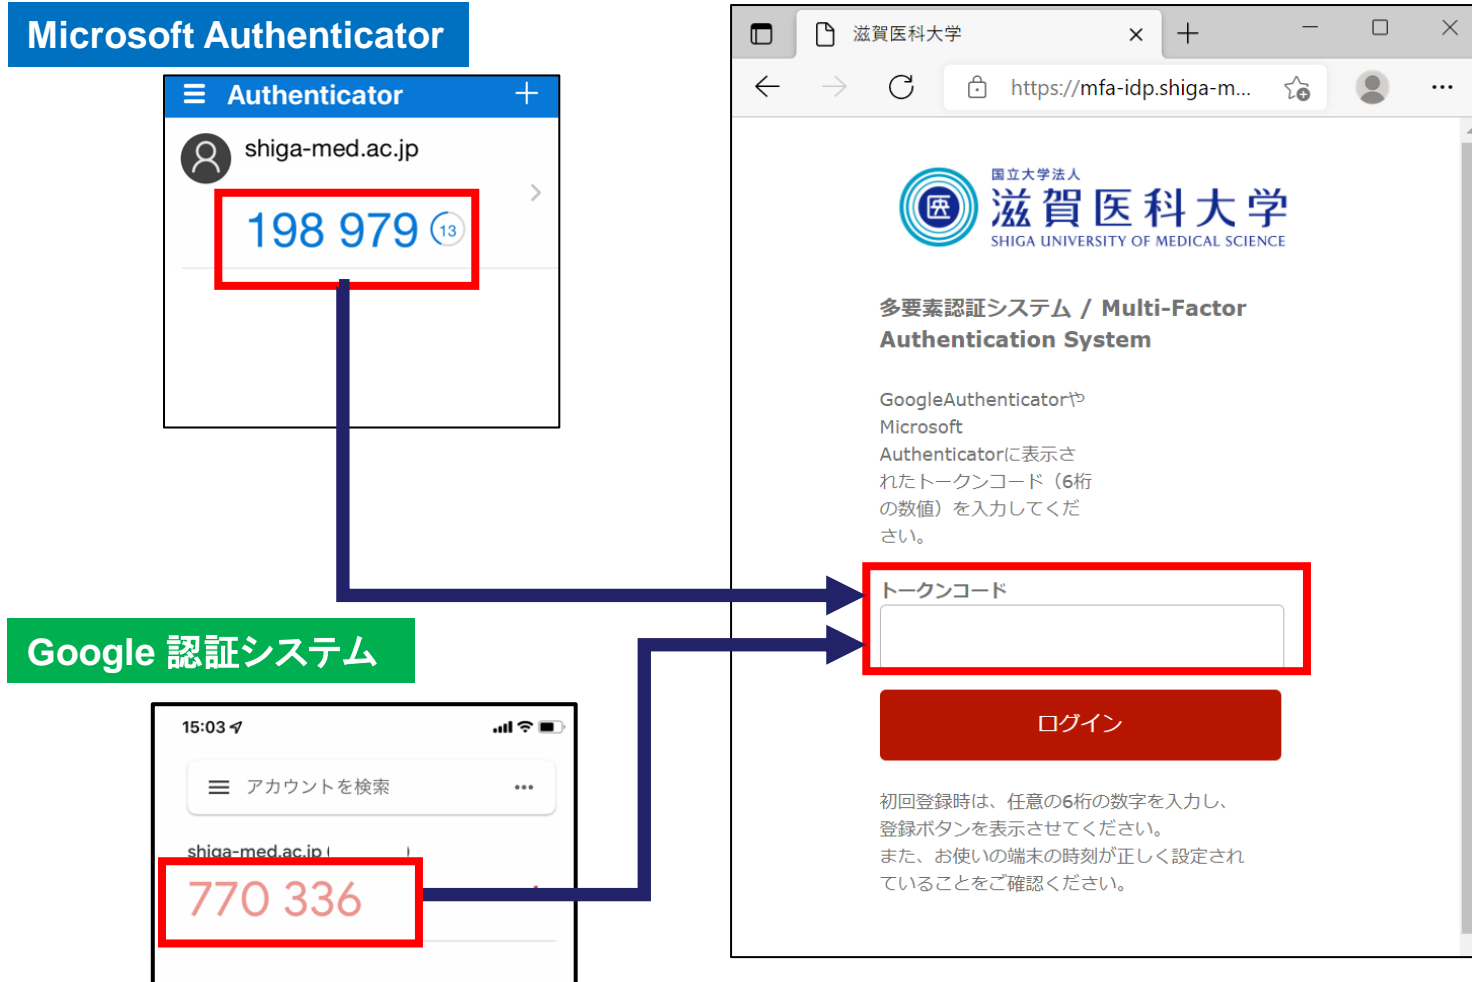 Microsoft Authenticator
Authenticator
shiga-med.ac.jp
198 979
13
Google 認証システム
15:03
アカウントを検索
shiga-med.ac.jp ( )
770 336
滋賀医科大学
https://mfa-idp.shiga-m...
国立大学法人
滋賀医科大学
SHIGA UNIVERSITY OF MEDICAL SCIENCE
多要素認証システム / Multi-Factor
Authentication System
GoogleAuthenticatorや
Microsoft
Authenticatorに表示さ
れたトークンコード（6桁
の数値）を入力してくだ
さい。
トークンコード
ログイン
初回登録時は、任意の6桁の数字を入力し、
登録ボタンを表示させてください。
また、お使いの端末の時刻が正しく設定され
ていることをご確認ください。